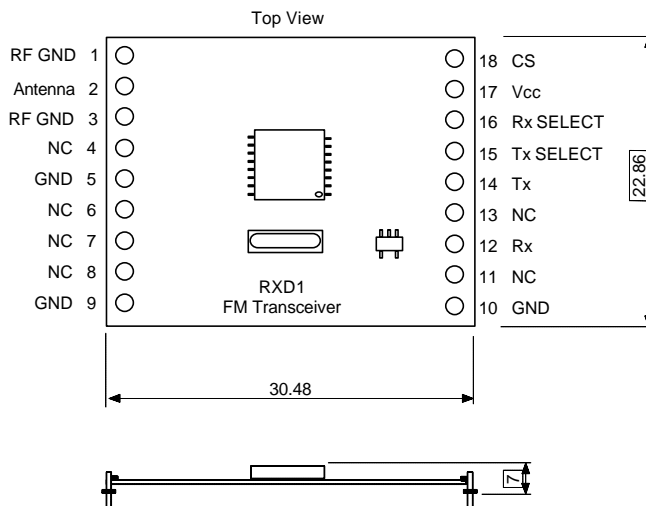 Top View
RF GND 1
Antenna 2
RF GND 3
NC 4
GND 5
NC 6
NC 7
NC 8
GND 9
18 CS
17 Vcc
16 Rx SELECT
15 Tx SELECT
14 Tx
13 NC
12 Rx
11 NC
10 GND
RXD1
FM Transceiver
22.86
30.48
7